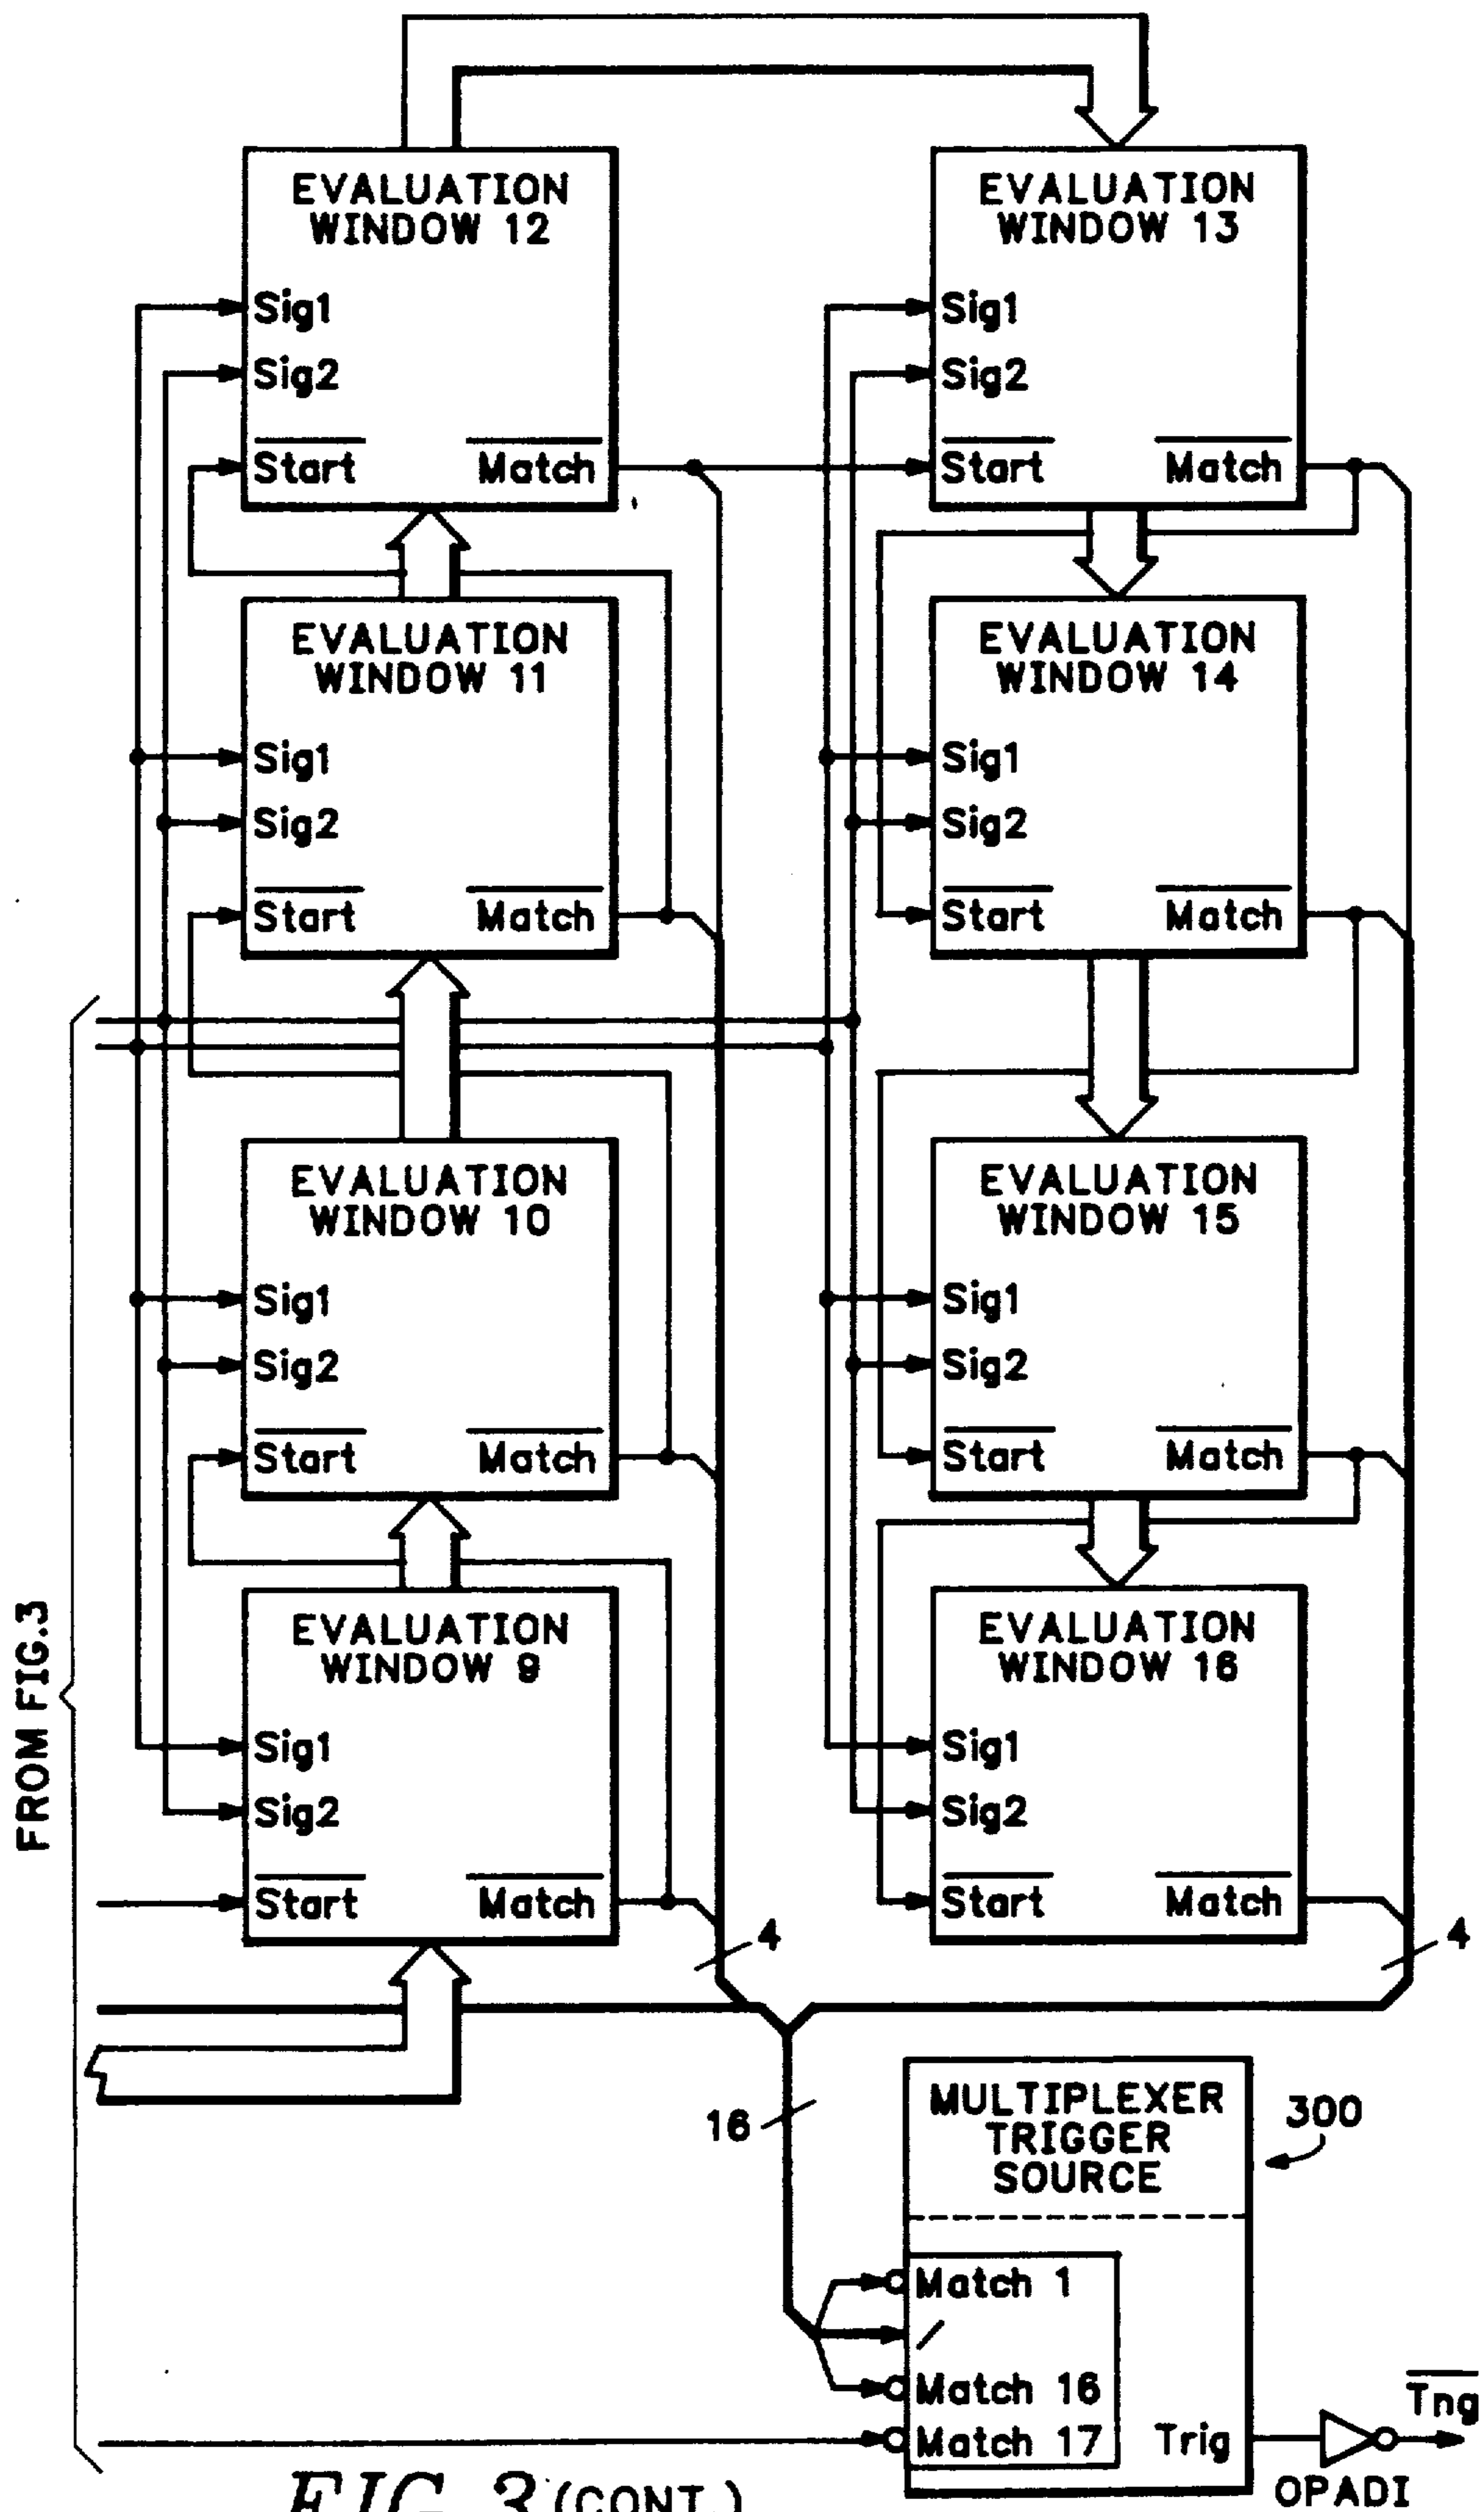 EVALUATION
WINDOW 12
Sig1
Sig2
Start Match
EVALUATION
WINDOW 13
Sig1
Sig2
Start Match
EVALUATION
WINDOW 11
Sig1
Sig2
Start Match
EVALUATION
WINDOW 14
Sig1
Sig2
Start Match
EVALUATION
WINDOW 10
Sig1
Sig2
Start Match
EVALUATION
WINDOW 15
Sig1
Sig2
Start Match
EVALUATION
WINDOW 9
Sig1
Sig2
Start Match
EVALUATION
WINDOW 16
Sig1
Sig2
Start Match
FROM FIG.3
4
4
16
MULTIPLEXER
TRIGGER
SOURCE
300
Match 1
Match 16
Match 17 Trig
Tng
OPADI
FIG. 3 (CONT.)